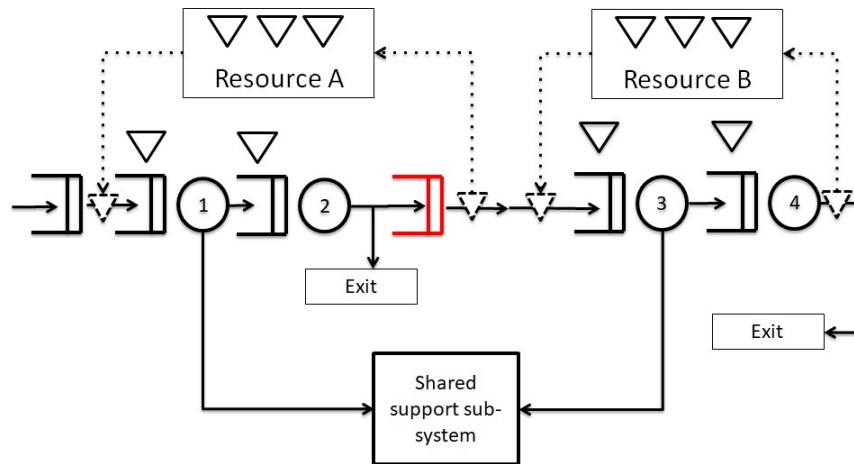 Resource A
Resource B
1
2
3
4
Exit
Exit
Shared
support sub-
system